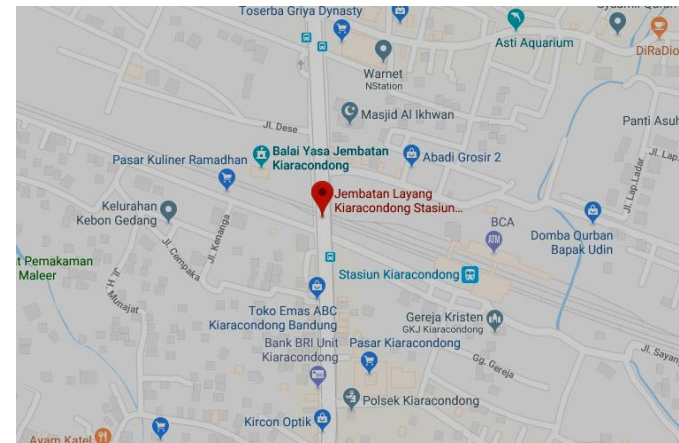 Toserba Griya Dynasty
Asti Aquarium
DiRaDio
Warnet
NStation
Masjid Al Ikhwan
Panti Asuh
Jl. Dese
Balai Yasa Jembatan
Kiaracondong
Abadi Grosir 2
Pasar Kuliner Ramadhan
Jl. Lap.
Jl. Lap.Ladar
Jembatan Layang
Kiaracondong Stasiun...
Kelurahan
Kebon Gedang
Jl. Kenanga
BCA
ATM
Domba Qurban
Bapak Udin
Jl. Cempaka
t Pemakaman
Maleer
Jl. H.
Munajat
Stasiun Kiaracondong
Toko Emas ABC
Kiaracondong Bandung
Gereja Kristen
GKJ Kiaracondong
Bank BRI Unit
Kiaracondong
Pasar Kiaracondong
Jl. Sayan
Gg. Gereja
Polsek Kiaracondong
Kircon Optik
Ayam Katel